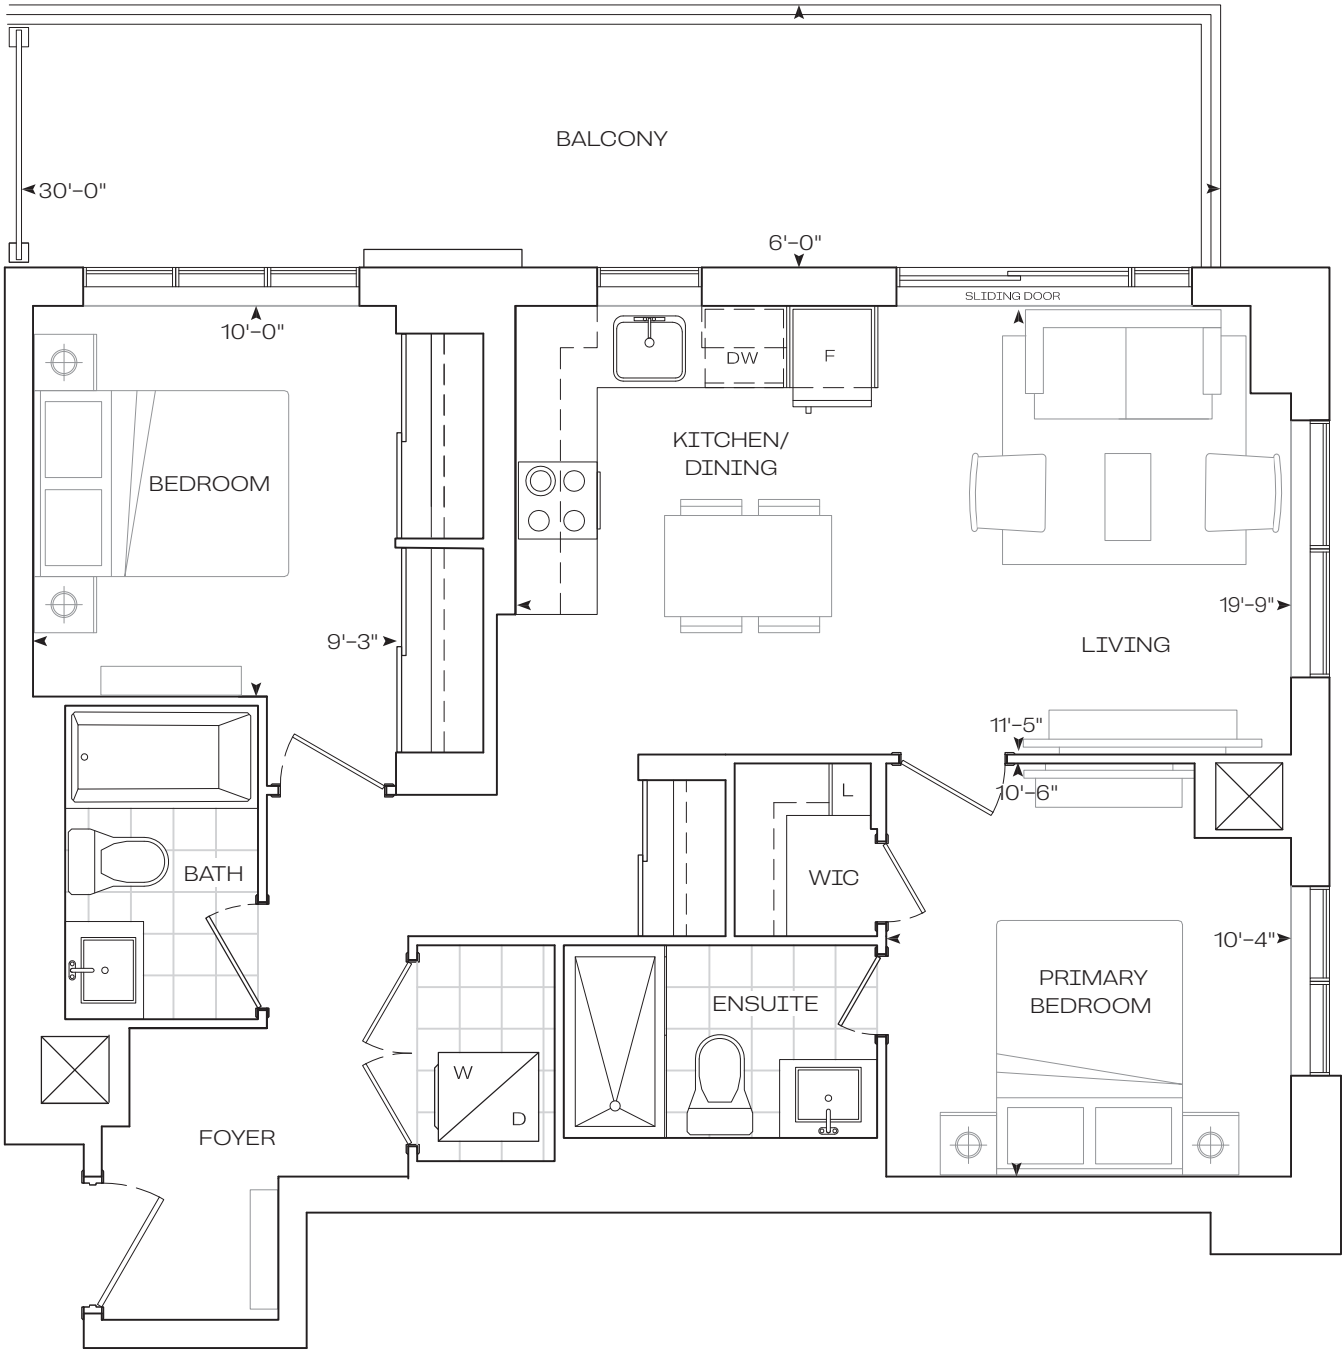 BALCONY
30'-0"
6'-0"
SLIDING DOOR
10'-0"
DW
F
KITCHEN/
DINING
BEDROOM
19'-9"
9'-3"
LIVING
11'-5"
10'-6"
L
BATH
WIC
10'-4"
PRIMARY
BEDROOM
ENSUITE
W
D
FOYER